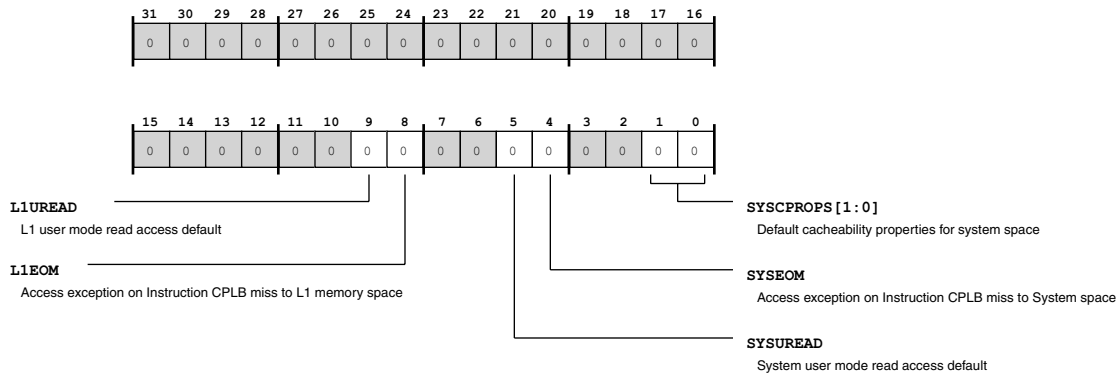 31 30 29 28 27 26 25 24 23 22 21 20 19 18 17 16
0 0 0 0 0 0 0 0 0 0 0 0 0 0 0 0
15 14 13 12 11 10 9 8 7 6 5 4 3 2 1 0
0 0 0 0 0 0 0 0 0 0 0 0 0 0 0 0
L1UREAD
L1 user mode read access default
L1EOM
Access exception on Instruction CPLB miss to L1 memory space
SYSCPROPS[1:0]
Default cacheability properties for system space
SYSEOM
Access exception on Instruction CPLB miss to System space
SYSUREAD
System user mode read access default